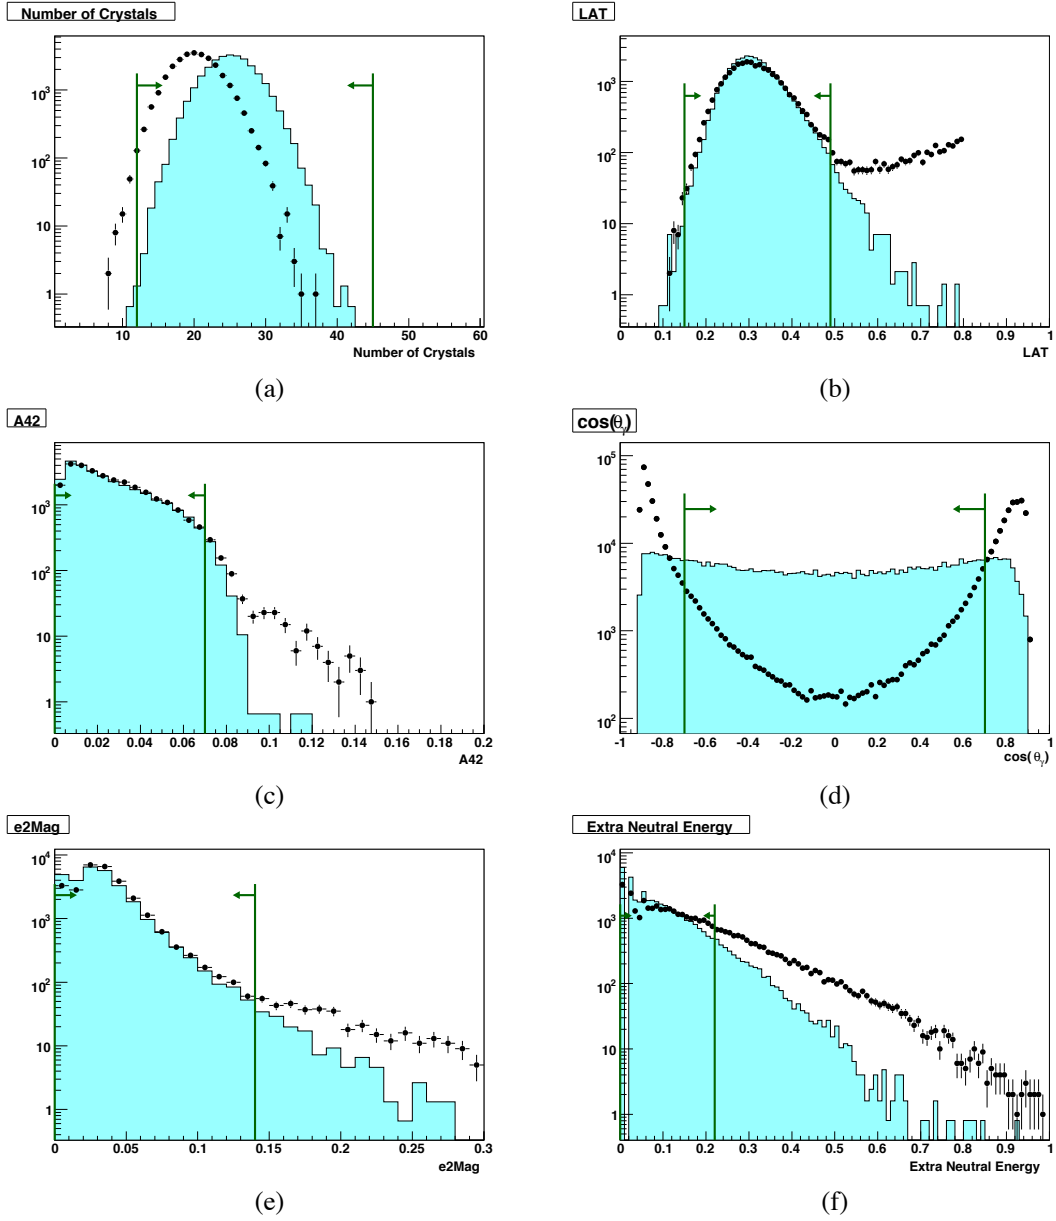 Number of Crystals
10³
10²
10
1
10 20 30 40 50 60
Number of Crystals
(a)
LAT
10³
10²
10
1
0 0.1 0.2 0.3 0.4 0.5 0.6 0.7 0.8 0.9 1
LAT
(b)
A42
10³
10²
10
1
0 0.02 0.04 0.06 0.08 0.1 0.12 0.14 0.16 0.18 0.2
A42
(c)
cos(θγ)
10⁵
10⁴
10³
10²
-1 -0.8 -0.6 -0.4 -0.2 0 0.2 0.4 0.6 0.8 1
cos(θγ)
(d)
e2Mag
10⁴
10³
10²
10
1
0 0.05 0.1 0.15 0.2 0.25 0.3
e2Mag
(e)
Extra Neutral Energy
10⁴
10³
10²
10
1
0 0.1 0.2 0.3 0.4 0.5 0.6 0.7 0.8 0.9 1
Extra Neutral Energy
(f)